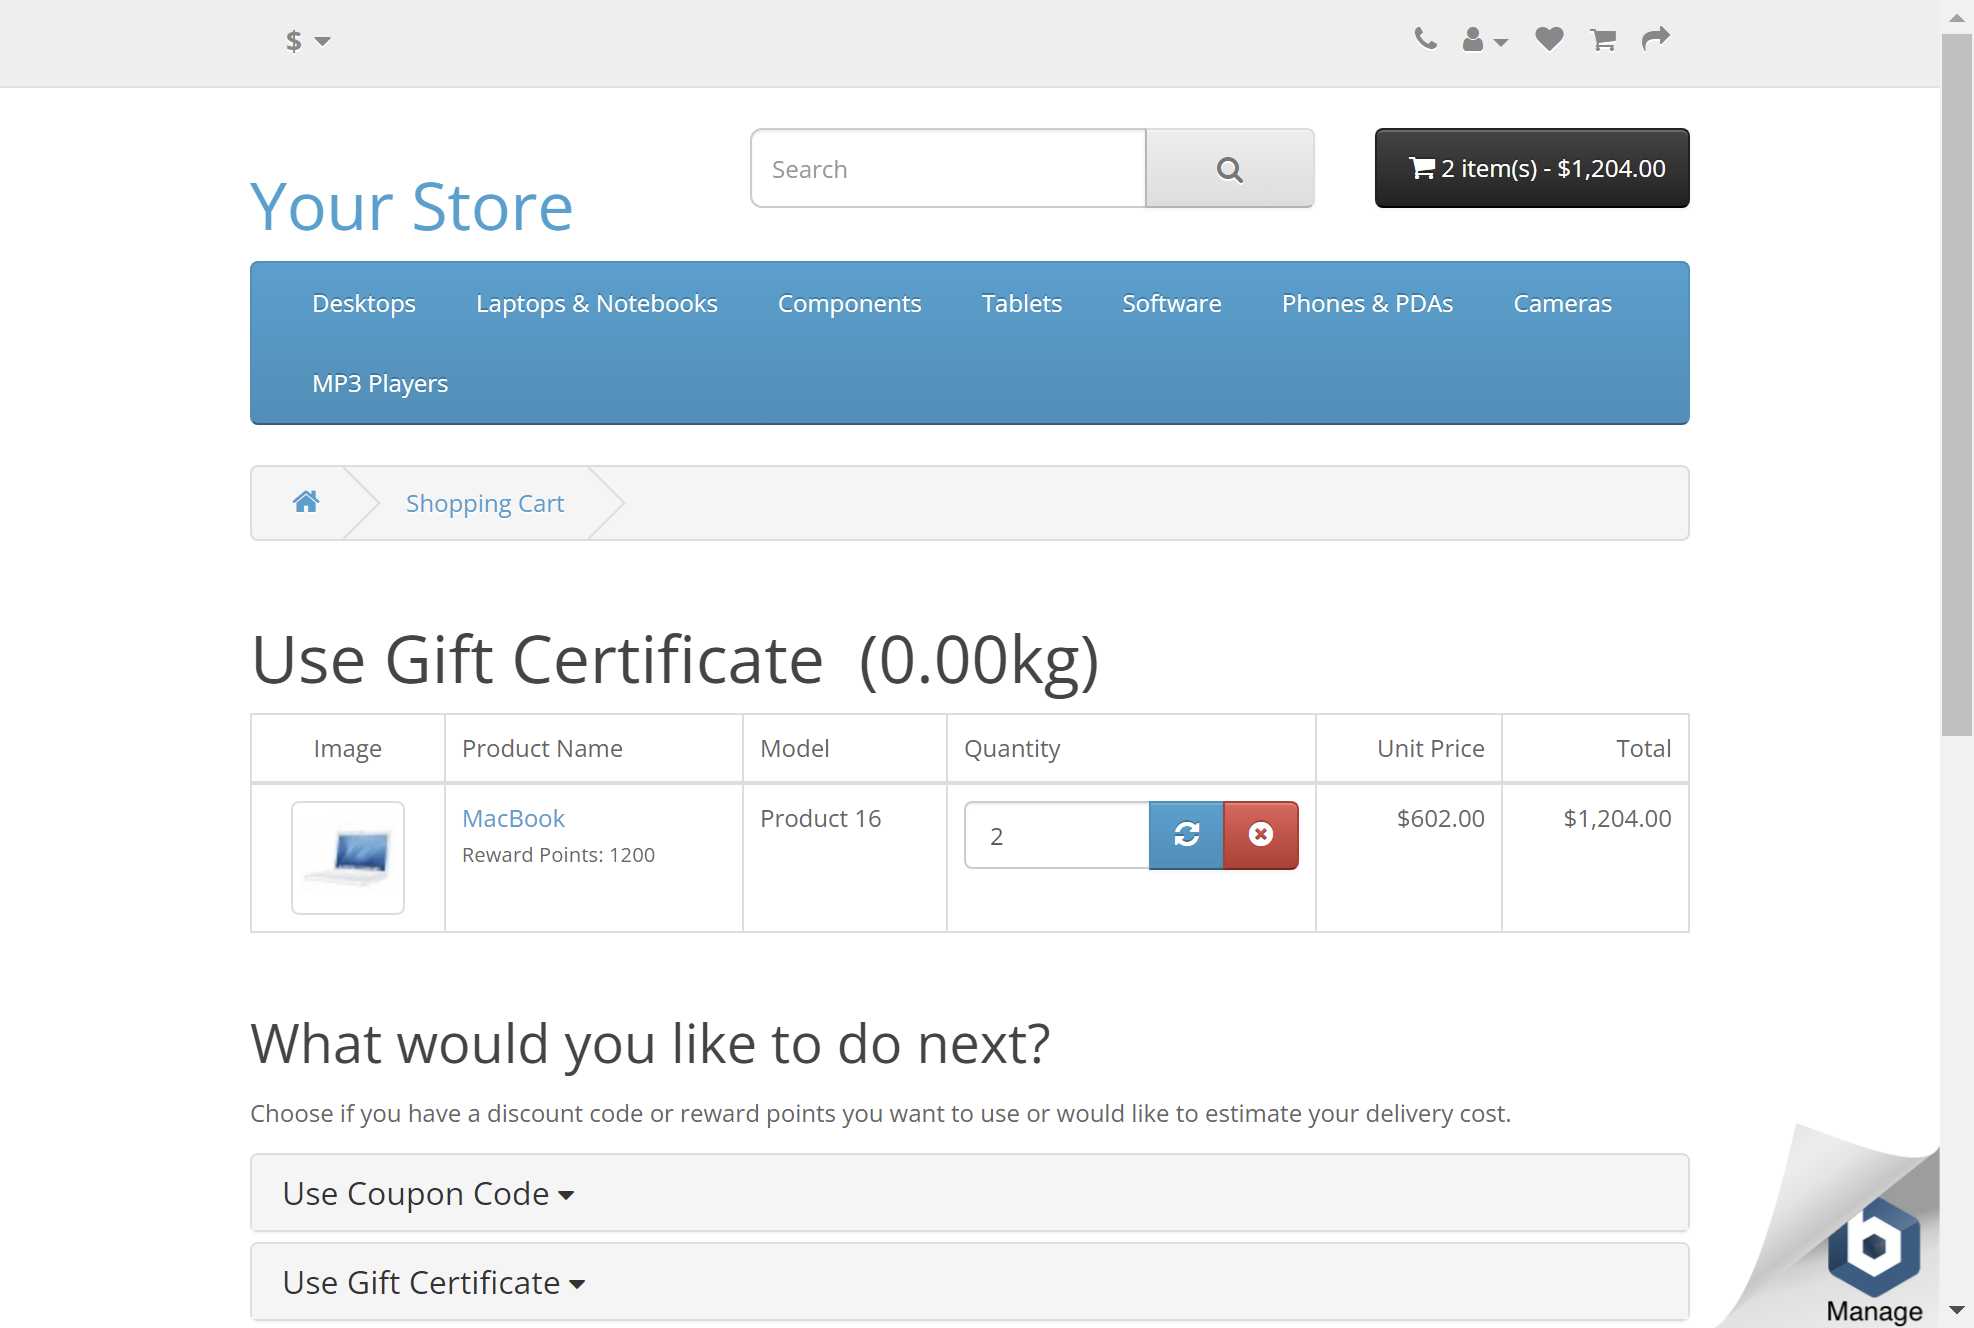 $
Search
2 item(s) - $1,204.00
Your Store
Desktops Laptops & Notebooks Components Tablets Software Phones & PDAs Cameras
MP3 Players
Shopping Cart
Use Gift Certificate (0.00kg)
Image Product Name Model Quantity Unit Price Total
MacBook Product 16 2 $602.00 $1,204.00
Reward Points: 1200
What would you like to do next?
Choose if you have a discount code or reward points you want to use or would like to estimate your delivery cost.
Use Coupon Code
Use Gift Certificate
b
Manage